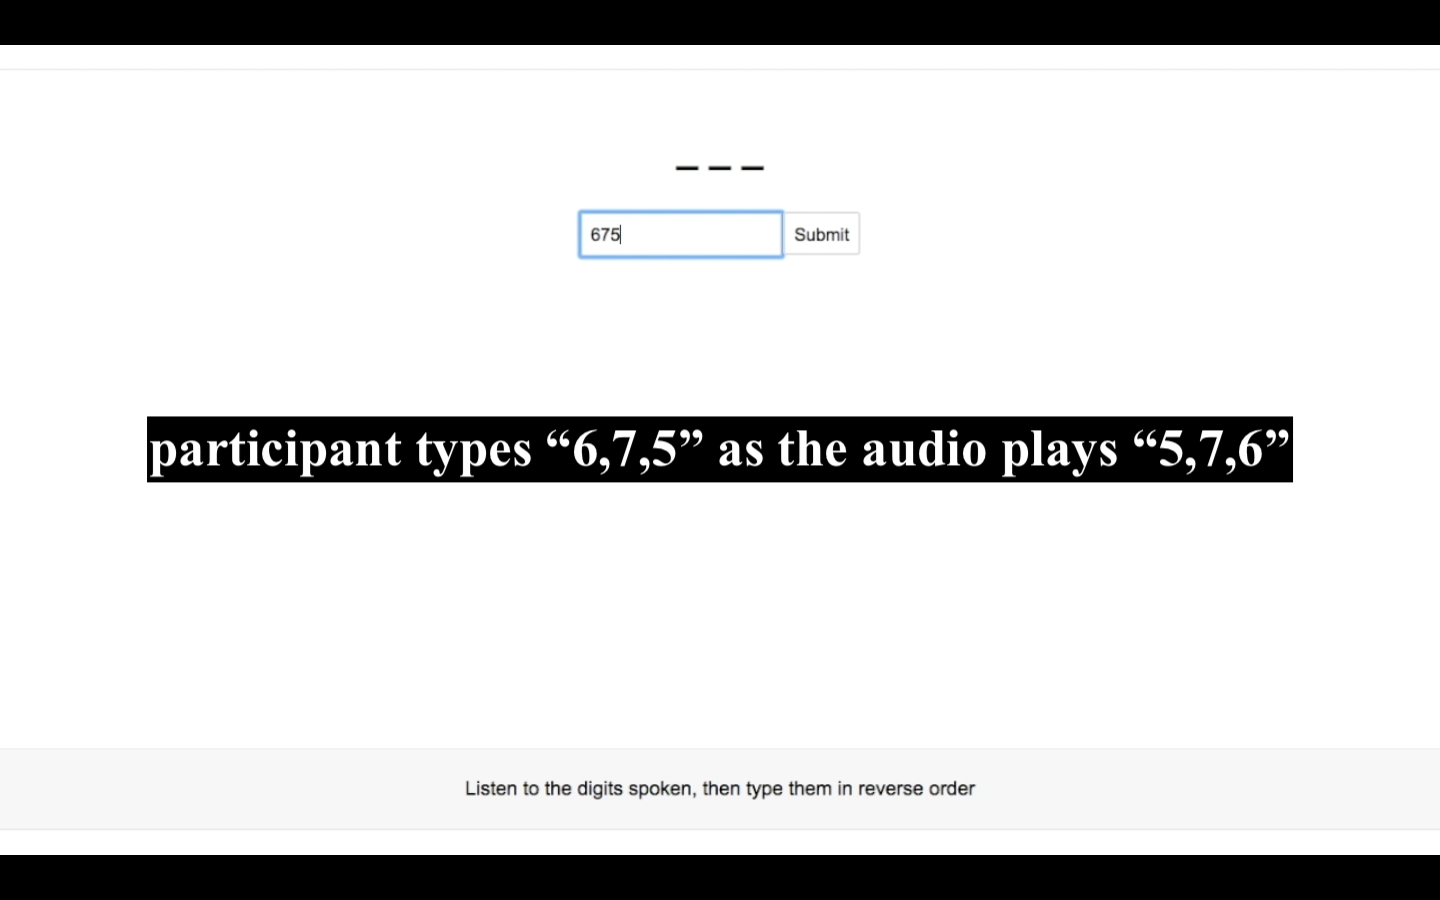 _ _ _
675
Submit
participant types “6,7,5” as the audio plays “5,7,6”
Listen to the digits spoken, then type them in reverse order